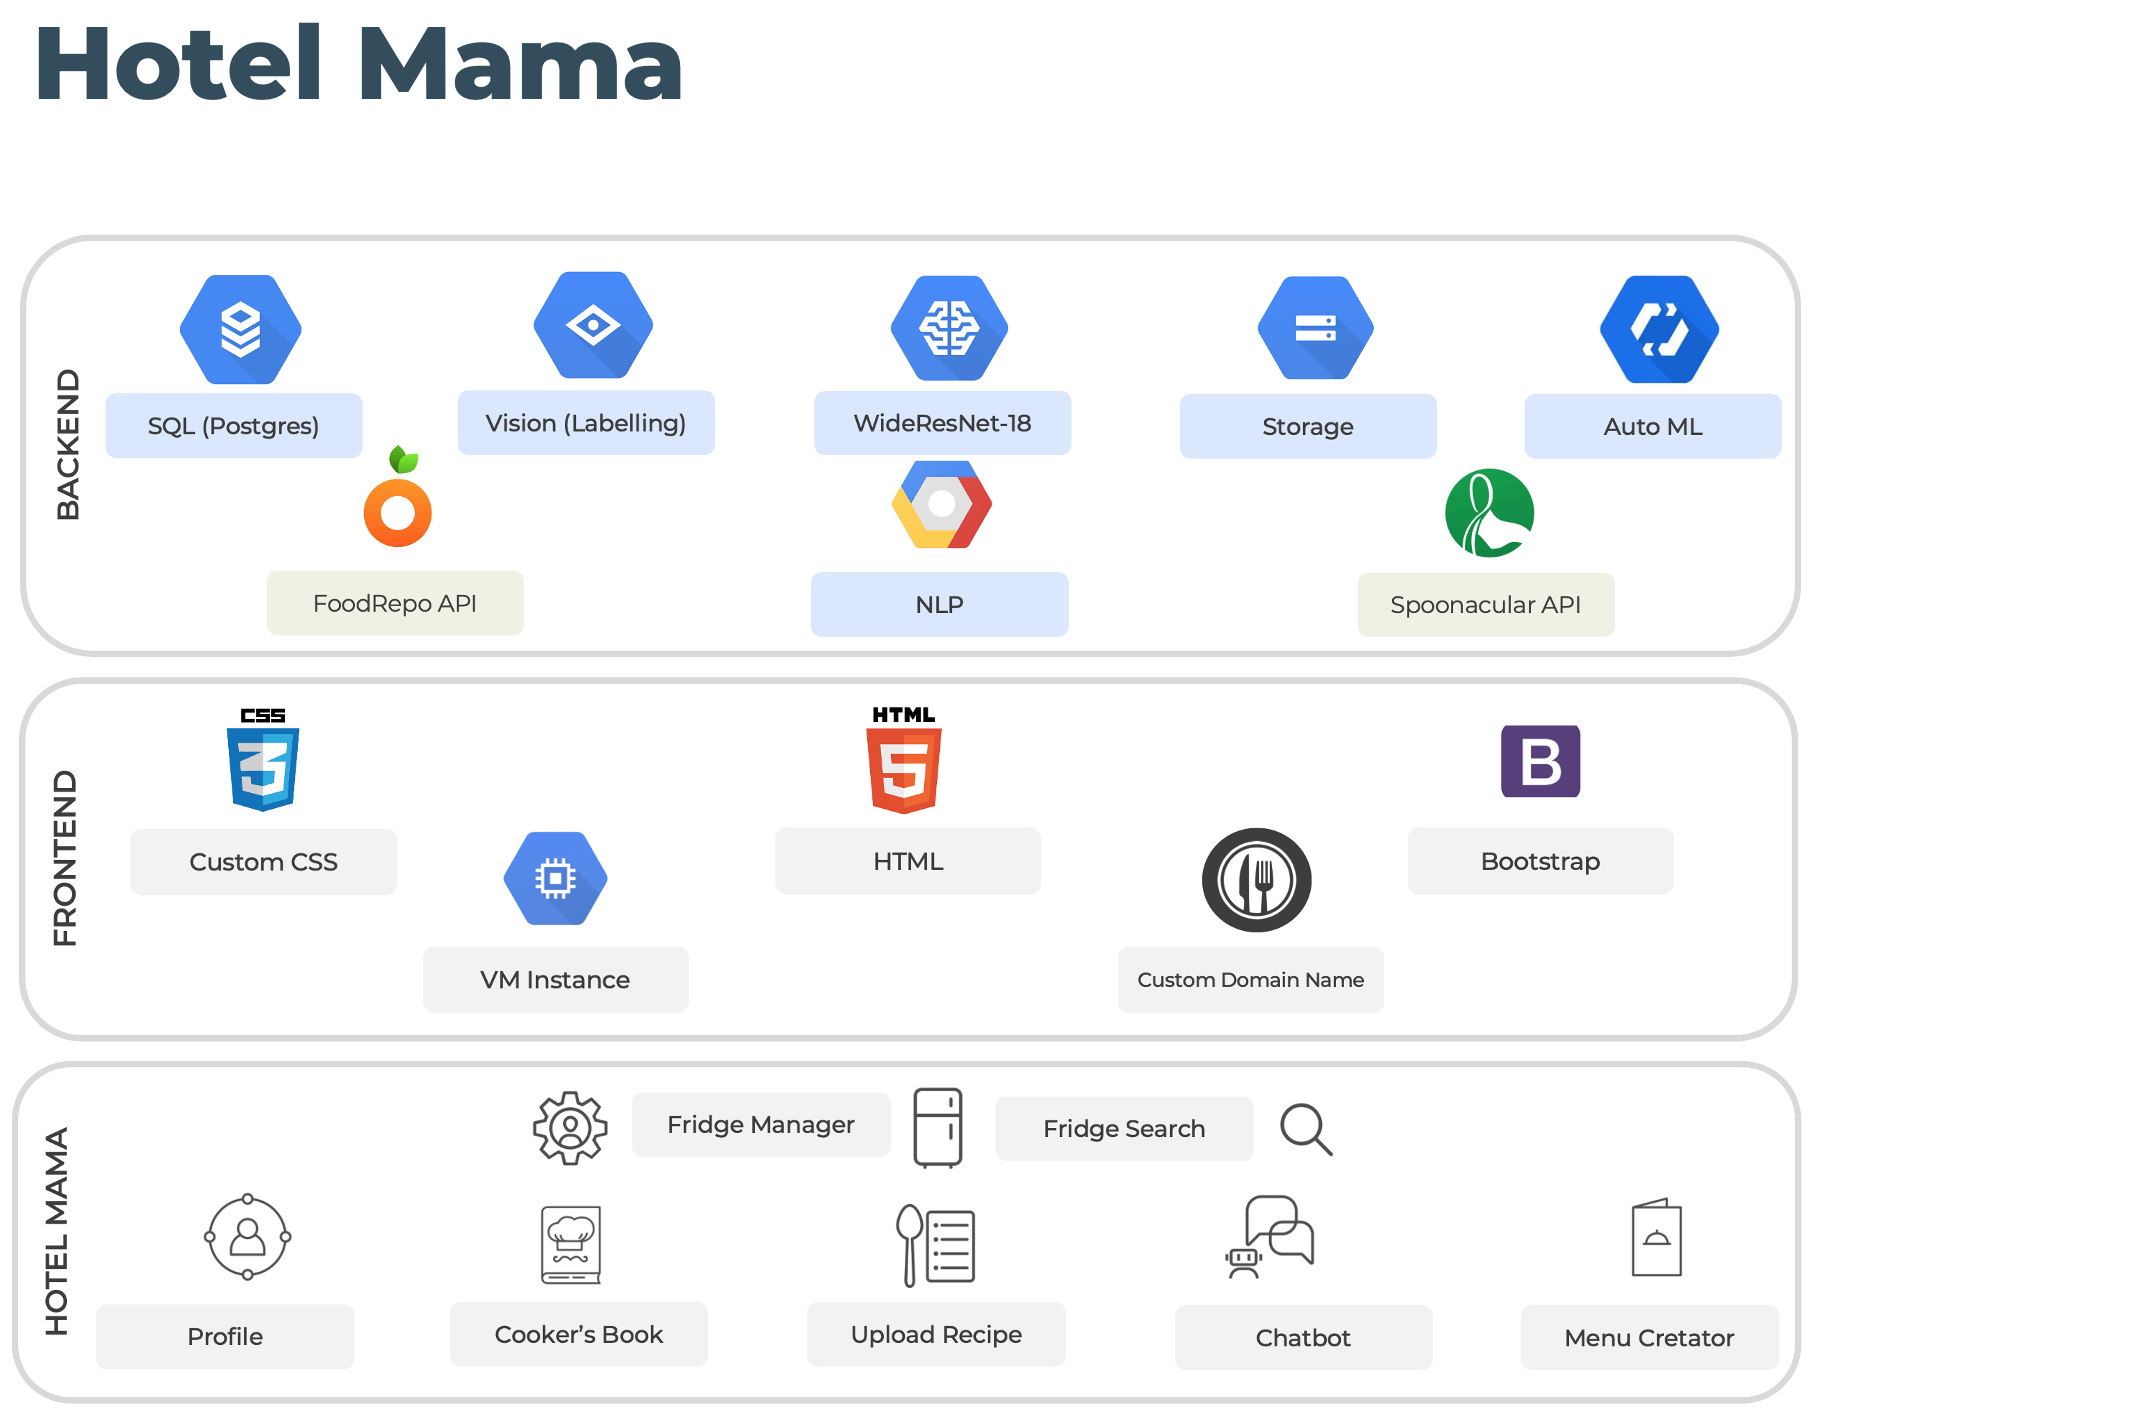 Hotel Mama
BACKEND
SQL (Postgres)
Vision (Labelling)
WideResNet-18
Storage
Auto ML
FoodRepo API
NLP
Spoonacular API
FRONTEND
CSS
HTML
B
Custom CSS
HTML
Bootstrap
VM Instance
Custom Domain Name
HOTEL MAMA
Fridge Manager
Fridge Search
Profile
Cooker’s Book
Upload Recipe
Chatbot
Menu Cretator